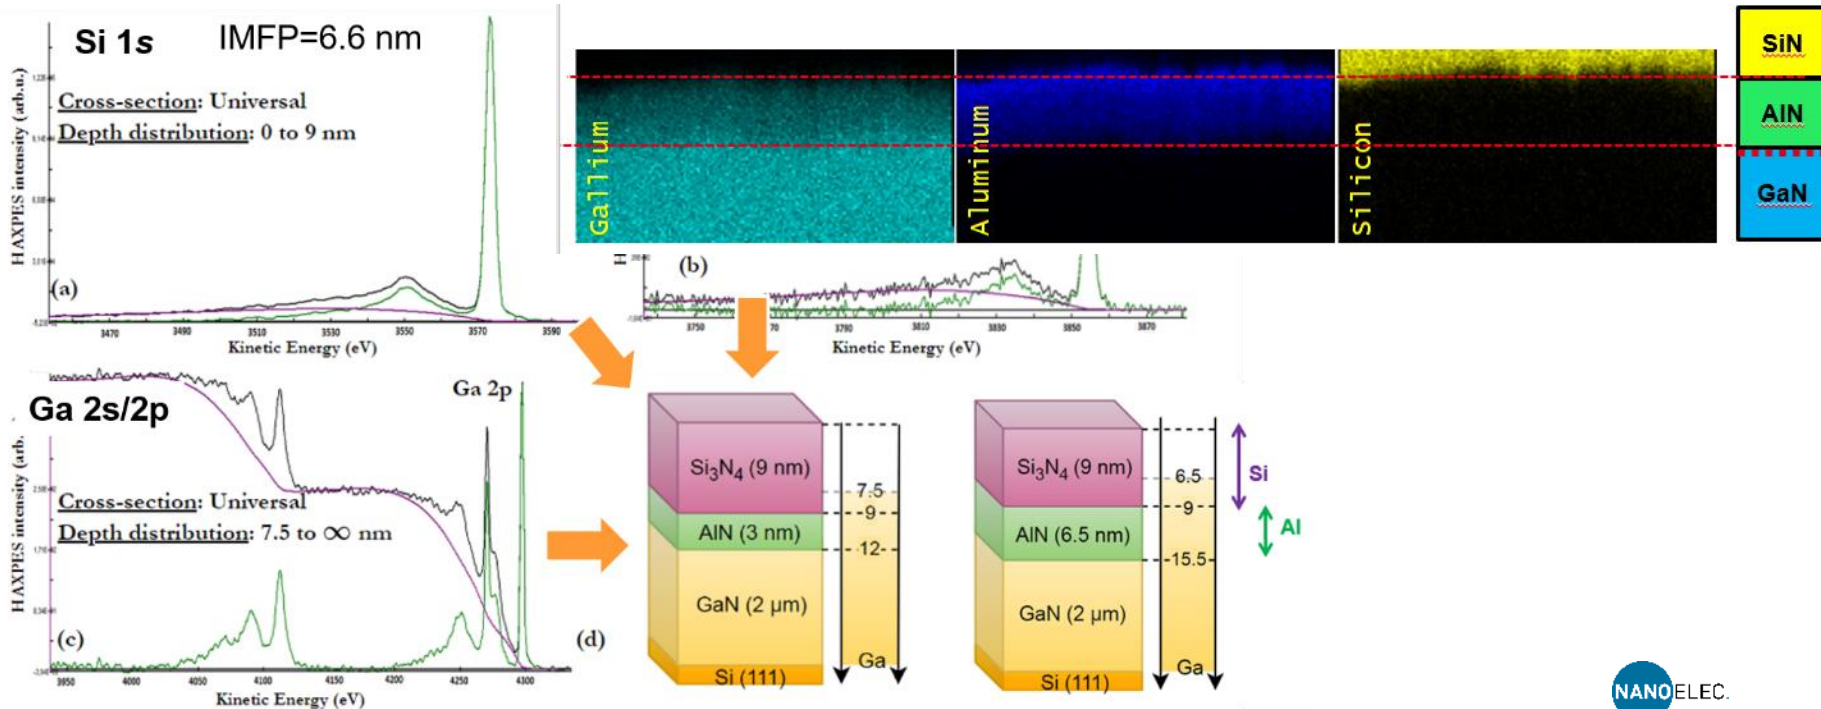 Si 1s
IMFP=6.6 nm
Cross-section: Universal
Depth distribution: 0 to 9 nm
HAXPES intensity (arb.un.)
(a)
3470 3490 3510 3530 3550 3570 3590
Kinetic Energy (eV)
Gallium
Aluminum
Silicon
SiN
AlN
GaN
(b)
3750 70 3790 3810 3830 3850 3870
Kinetic Energy (eV)
Ga 2s/2p
Ga 2p
Cross-section: Universal
Depth distribution: 7.5 to ∞ nm
HAXPES intensity (arb.
(c)
3950 4000 4050 4100 4150 4200 4250 4300
Kinetic Energy (eV)
(d)
Si₃N₄ (9 nm)
AlN (3 nm)
GaN (2 µm)
Si (111)
7.5
9
12
Ga
Si₃N₄ (9 nm)
AlN (6.5 nm)
GaN (2 µm)
Si (111)
6.5
9
15.5
Ga
Si
Al
NANOELEC.